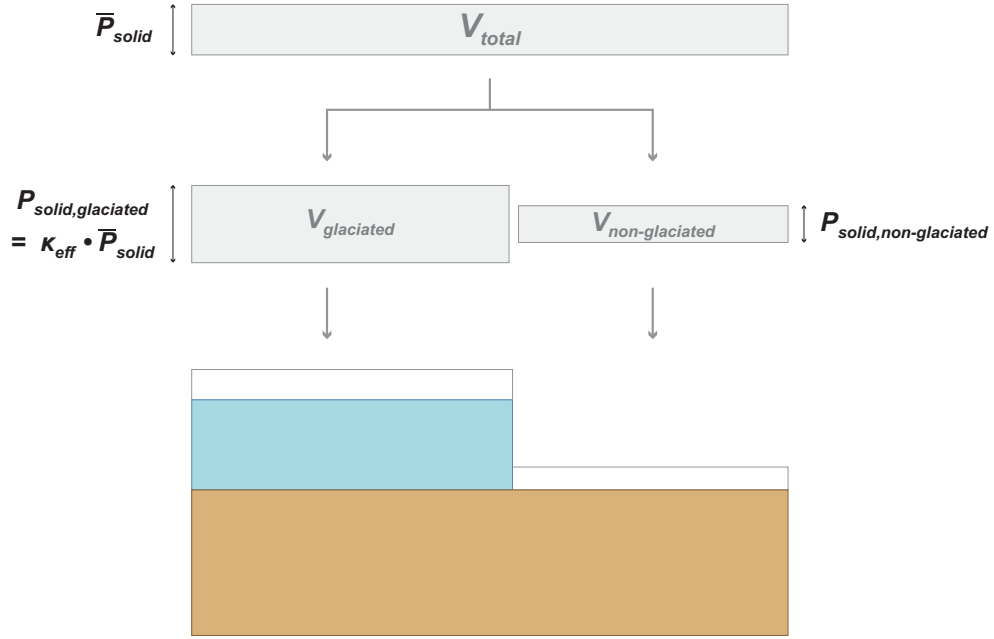 P̅solid
Vtotal
Psolid,glaciated
= κeff • P̅solid
Vglaciated
Vnon-glaciated
Psolid,non-glaciated